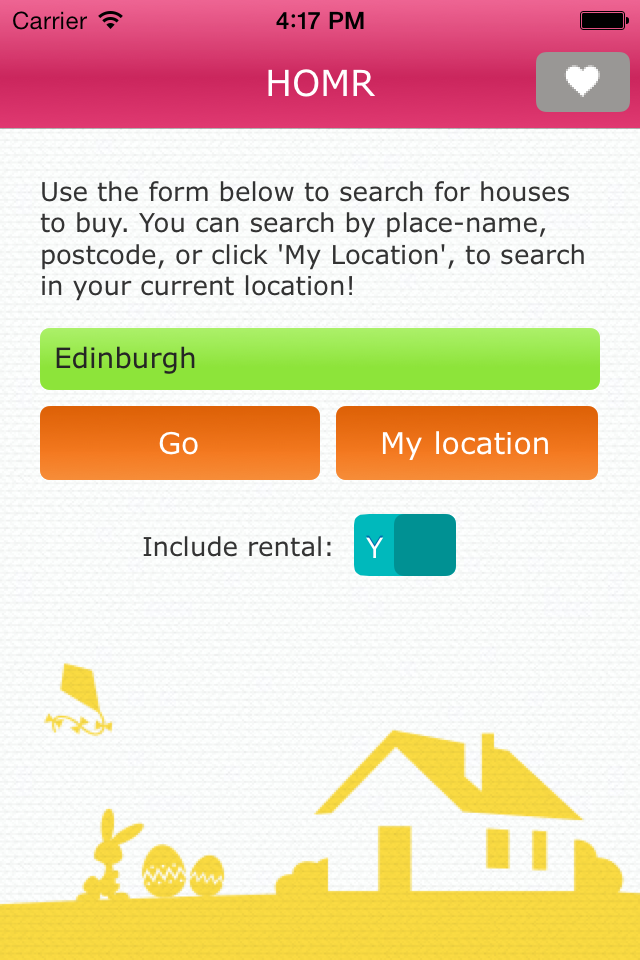 Carrier 4:17 PM
HOMR
Use the form below to search for houses
to buy. You can search by place-name,
postcode, or click 'My Location', to search
in your current location!
Edinburgh
Go My location
Include rental: Y